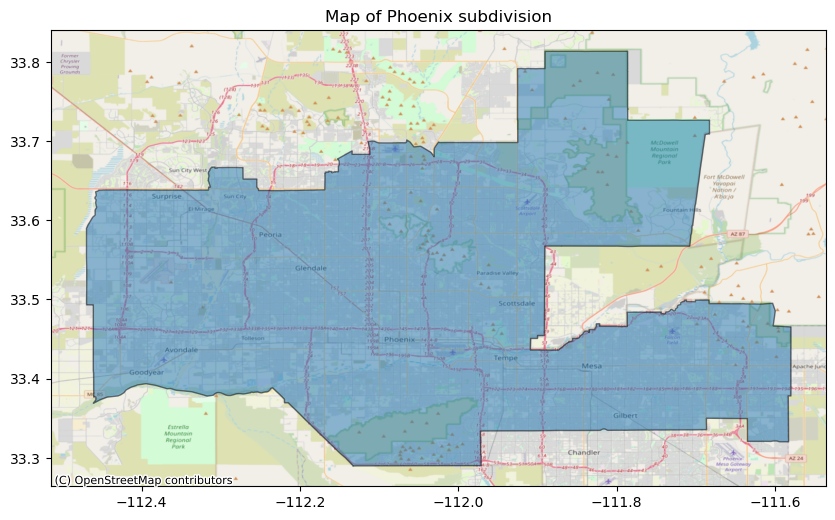 Map of Phoenix subdivision
33.8
33.7
33.6
33.5
33.4
33.3
Former
Chrysler
Proving
Grounds
Sun City West
Surprise
Sun City
El Mirage
Peoria
Glendale
McDowell
Mountain
Regional
Park
Fort McDowell
Yavapai
Nation /
Fountain Hills
AZ 87
Paradise Valley
Scottsdale
Avondale
Tolleson
Goodyear
Phoenix
Tempe
Mesa
Apache Junc
Gilbert
Chandler
Estrella
Mountain
Regional
Park
Phoenix
Mesa Gateway
Airport
AZ 24
(C) OpenStreetMap contributors
−112.4
−112.2
−112.0
−111.8
−111.6